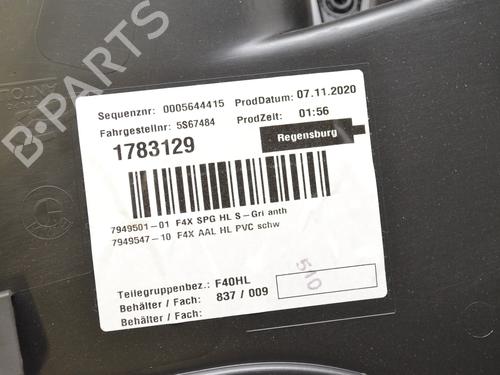 Sequenznr: 0005644415 ProdDatum: 07.11.2020
Fahrgestellnr: 5S67484 ProdZeit: 01:56
1783129 Regensburg
7949501-01 F4X SPG HL S-Gri anth
7949547-10 F4X AAL HL PVC schw
Teilegruppenbez.: F40HL
Behälter / Fach: 837 / 009
Behälter / Fach:
510
B-PARTS